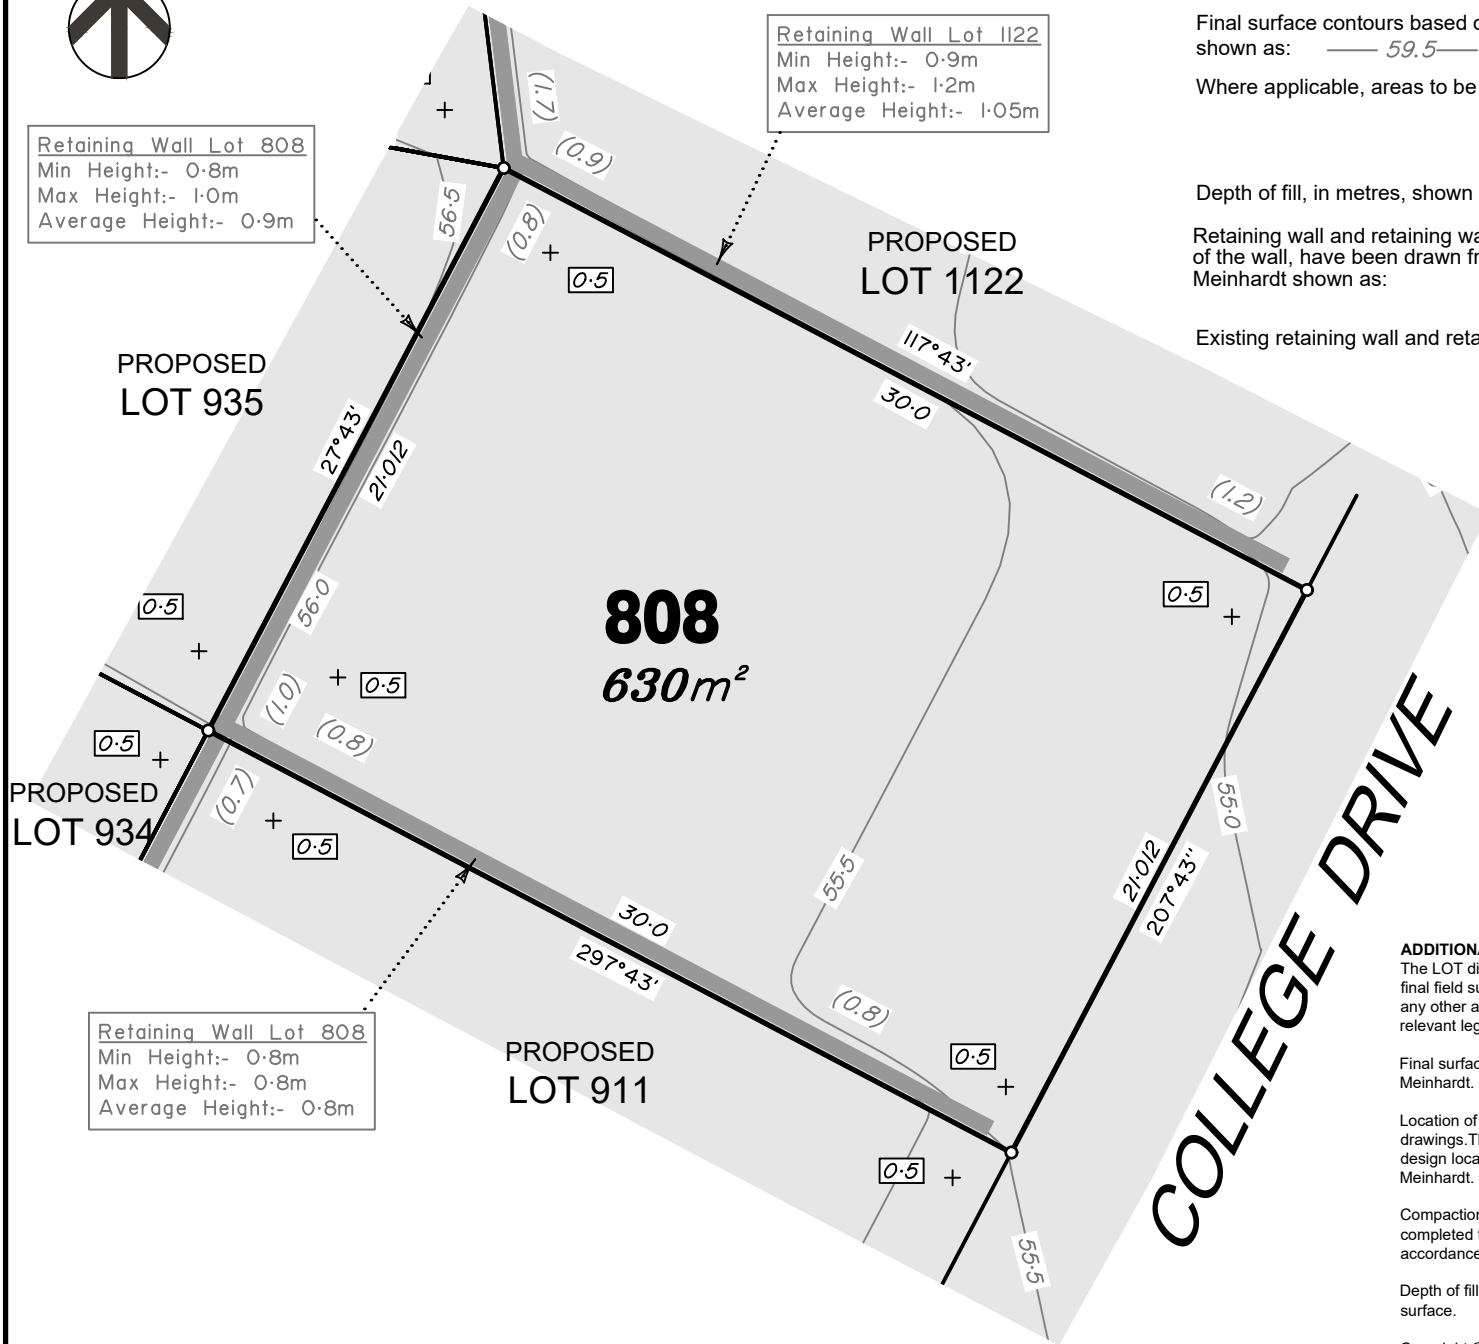 Final surface contours based o
shown as: 59.5
Where applicable, areas to be
Depth of fill, in metres, shown
Retaining wall and retaining wa
of the wall, have been drawn fr
Meinhardt shown as:
Existing retaining wall and reta
Retaining Wall Lot 1122
Min Height:- 0·9m
Max Height:- 1·2m
Average Height:- 1·05m
Retaining Wall Lot 808
Min Height:- 0·8m
Max Height:- 1·0m
Average Height:- 0·9m
(1.7)
(0.9)
56·5
(0.8)
0·5
PROPOSED
LOT 1122
117°43'
30·0
PROPOSED
LOT 935
27°43'
21·012
(1.2)
0·5
56·0
0·5
808
630m²
(1.0)
0·5
(0.8)
0·5
PROPOSED
LOT 934
(0.7)
0·5
55·0
55·5
21·012
207°43''
COLLEGE DRIVE
30·0
297°43'
(0.8)
0·5
PROPOSED
LOT 911
Retaining Wall Lot 808
Min Height:- 0·8m
Max Height:- 0·8m
Average Height:- 0·8m
0·5
55·5
ADDITIONA
The LOT di
final field su
any other a
relevant leg
Final surfac
Meinhardt.
Location of
drawings.Th
design loca
Meinhardt.
Compaction
completed t
accordance
Depth of fill
surface.